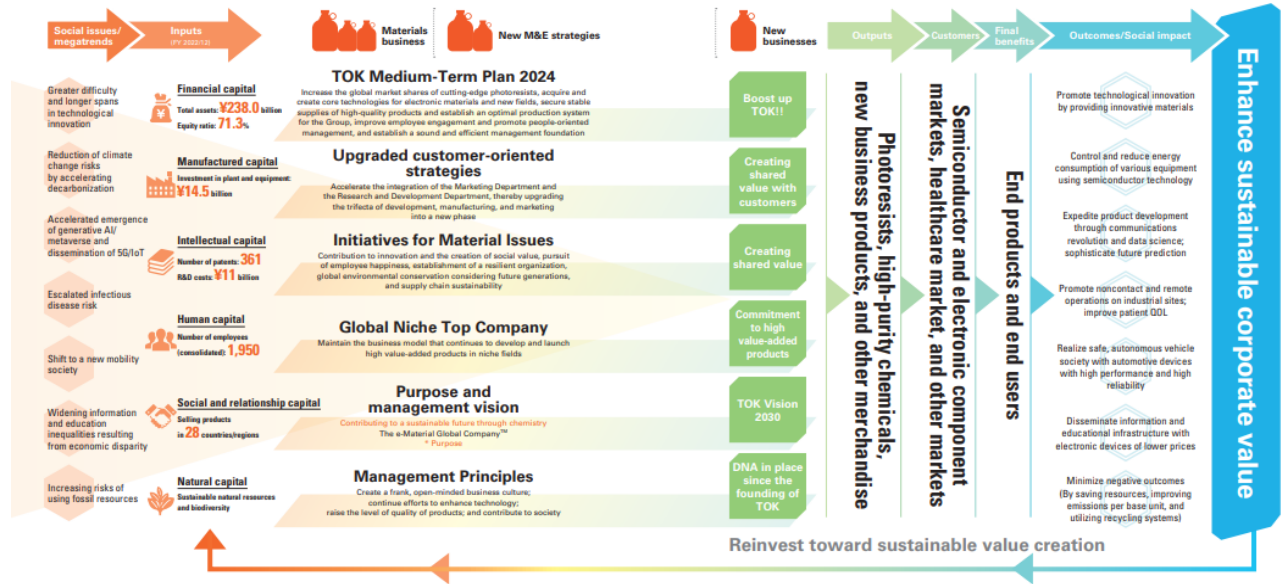 Social issues/
megatrends
Inputs
(FY 2022/12)
Materials
business
New M&E strategies
New
businesses
Outputs
Customers
Final
benefits
Outcomes/Social impact
Greater difficulty
and longer spans
in technological
innovation
Reduction of climate
change risks
by accelerating
decarbonization
Accelerated emergence
of generative AI/
metaverse and
dissemination of 5G/IoT
Escalated infectious
disease risk
Shift to a new mobility
society
Widening information
and education
inequalities resulting
from economic disparity
Increasing risks of
using fossil resources
Financial capital
Total assets: ¥238.0 billion
Equity ratio: 71.3%
Manufactured capital
Investment in plant and equipment:
¥14.5 billion
Intellectual capital
Number of patents: 361
R&D costs: ¥11 billion
Human capital
Number of employees
(consolidated): 1,950
Social and relationship capital
Selling products
in 28 countries/regions
Natural capital
Sustainable natural resources
and biodiversity
TOK Medium-Term Plan 2024
Increase the global market shares of cutting-edge photoresists, acquire and
create core technologies for electronic materials and new fields, secure stable
supplies of high-quality products and establish an optimal production system
for the Group, improve employee engagement and promote people-oriented
management, and establish a sound and efficient management foundation
Upgraded customer-oriented
strategies
Accelerate the integration of the Marketing Department and
the Research and Development Department, thereby upgrading
the trifecta of development, manufacturing, and marketing
into a new phase
Initiatives for Material Issues
Contribution to innovation and the creation of social value, pursuit
of employee happiness, establishment of a resilient organization,
global environmental conservation considering future generations,
and supply chain sustainability
Global Niche Top Company
Maintain the business model that continues to develop and launch
high value-added products in niche fields
Purpose and
management vision
Contributing to a sustainable future through chemistry
The e-Material Global Company™
* Purpose
Management Principles
Create a frank, open-minded business culture;
continue efforts to enhance technology;
raise the level of quality of products; and contribute to society
Boost up
TOK!!
Creating
shared
value with
customers
Creating
shared value
Commitment
to high
value-added
products
TOK Vision
2030
DNA in place
since the
founding of
TOK
Photoresists, high-purity chemicals,
new business products, and other merchandise
Semiconductor and electronic component
markets, healthcare market, and other markets
End products and end users
Promote technological innovation
by providing innovative materials
Control and reduce energy
consumption of various equipment
using semiconductor technology
Expedite product development
through communications
revolution and data science;
sophisticate future prediction
Promote noncontact and remote
operations on industrial sites;
improve patient QOL
Realize safe, autonomous vehicle
society with automotive devices
with high performance and high
reliability
Disseminate information and
educational infrastructure with
electronic devices of lower prices
Minimize negative outcomes
(By saving resources, improving
emissions per base unit, and
utilizing recycling systems)
Enhance sustainable corporate value
Reinvest toward sustainable value creation